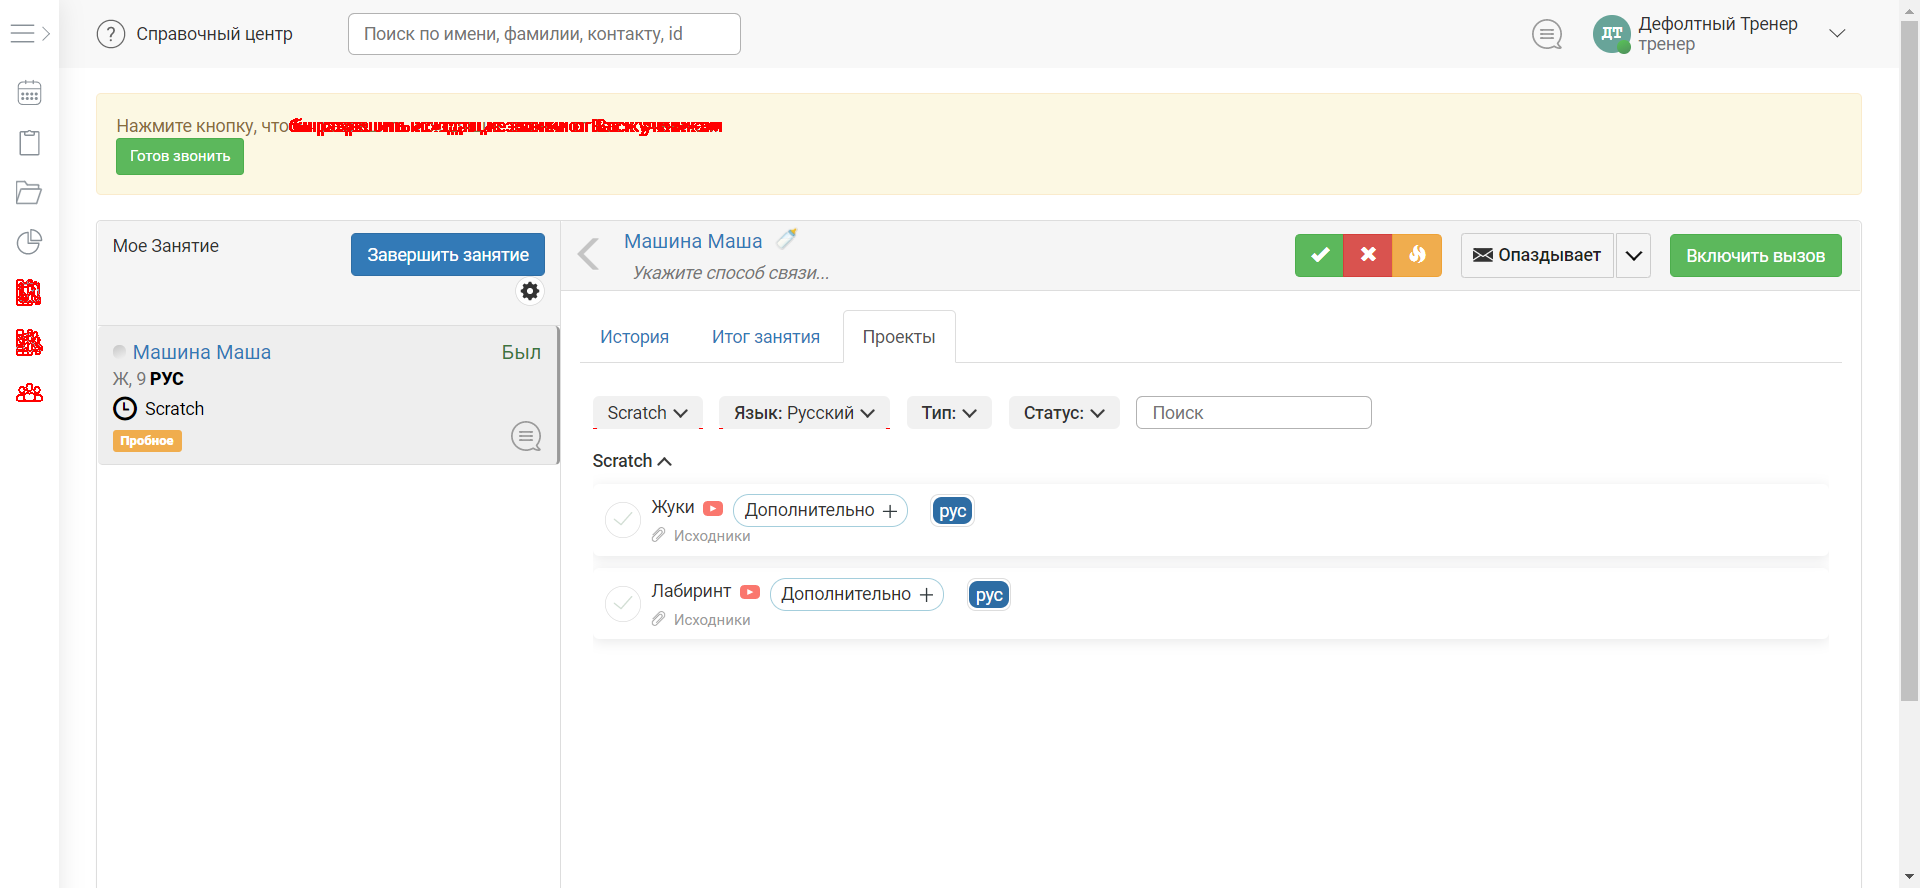 Справочный центр
Поиск по имени, фамилии, контакту, id
ДТ
Дефолтный Тренер
тренер
Нажмите кнопку, что
Готов звонить
Мое Занятие
Завершить занятие
Машина Маша
Укажите способ связи...
Опаздывает
Включить вызов
Машина Маша
Был
Ж, 9 РУС
Scratch
Пробное
История
Итог занятия
Проекты
Scratch
Язык: Русский
Тип:
Статус:
Поиск
Scratch
Жуки
Дополнительно +
рус
Исходники
Лабиринт
Дополнительно +
рус
Исходники